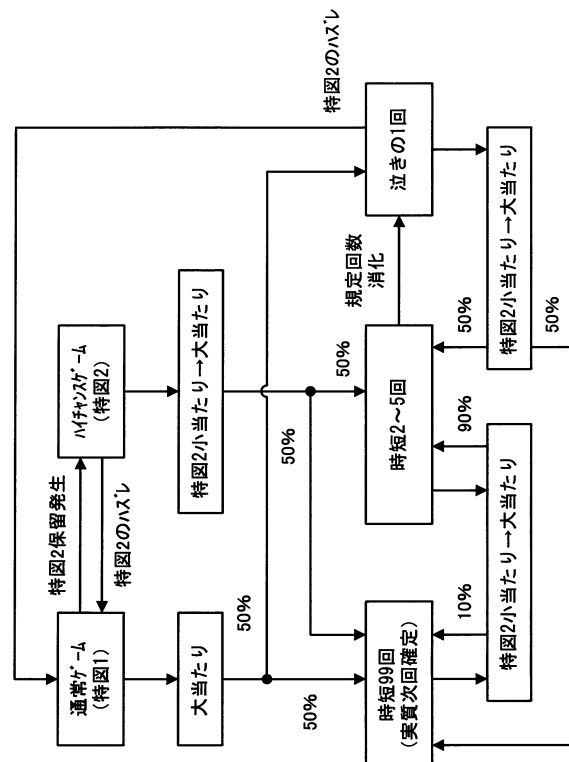 通常ゲーム
(特図1)
特図2保留発生
特図2のハズレ
ハイチャンスゲーム
(特図2)
大当たり
特図2小当たり→大当たり
50%
50%
50%
50%
時短99回
(実質次回確定)
時短2～5回
規定回数
消化
泣きの1回
特図2のハズレ
10%
90%
特図2小当たり→大当たり
50%
特図2小当たり→大当たり
50%